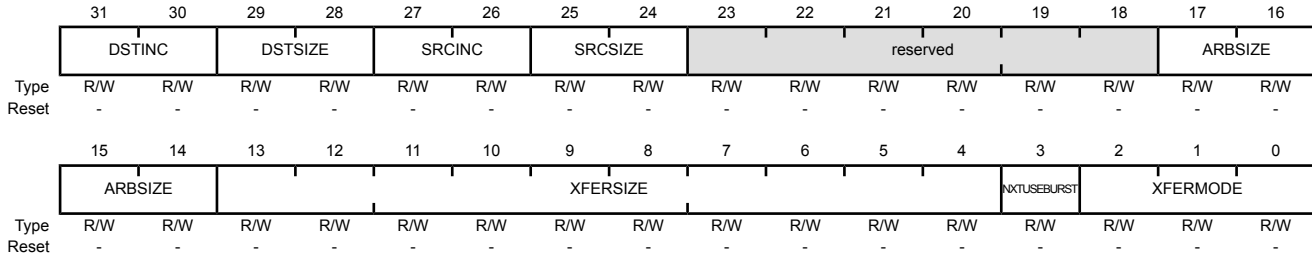 31 30 29 28 27 26 25 24 23 22 21 20 19 18 17 16
DSTINC DSTSIZE SRCINC SRCSIZE reserved ARBSIZE
Type R/W R/W R/W R/W R/W R/W R/W R/W R/W R/W R/W R/W R/W R/W R/W R/W
Reset - - - - - - - - - - - - - - - -
15 14 13 12 11 10 9 8 7 6 5 4 3 2 1 0
ARBSIZE XFERSIZE NXTUSEBURST XFERMODE
Type R/W R/W R/W R/W R/W R/W R/W R/W R/W R/W R/W R/W R/W R/W R/W R/W
Reset - - - - - - - - - - - - - - - -